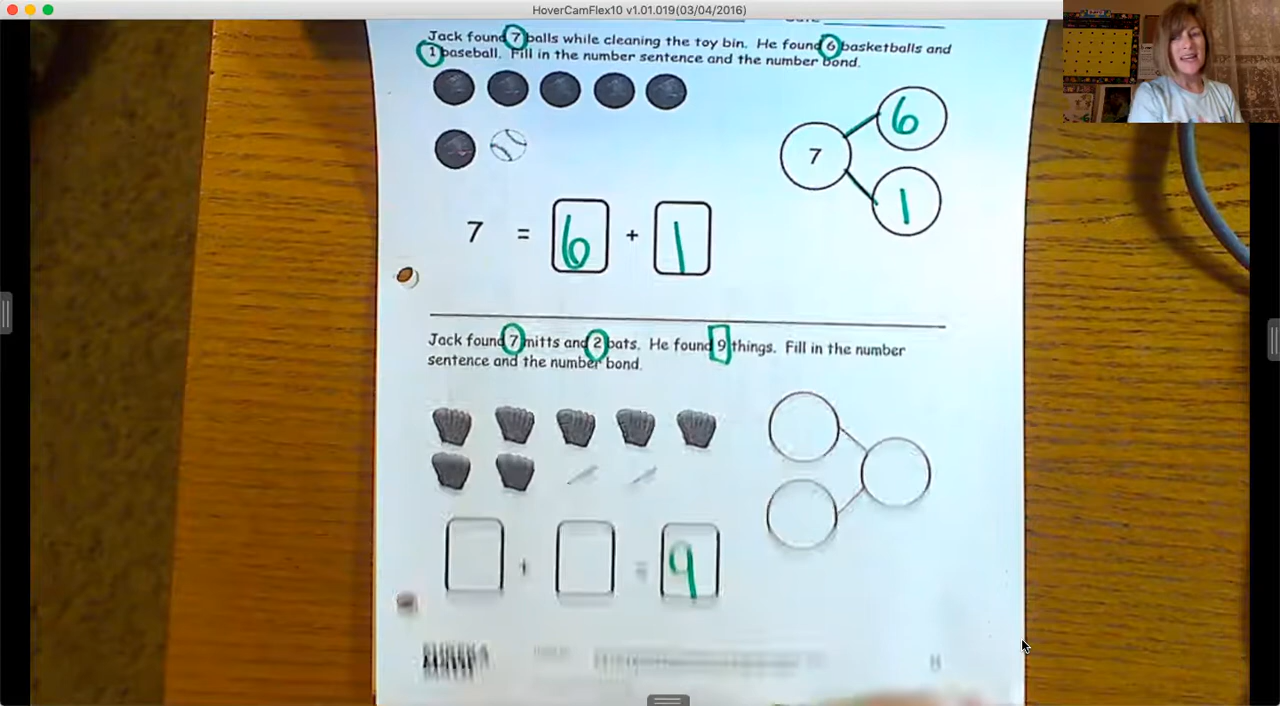 HoverCamFlex10 v1.01.019(03/04/2016)
Jack found 7 balls while cleaning the toy bin. He found 6 basketballs and
1 baseball. Fill in the number sentence and the number bond.
6
7
1
7 = 6 + 1
Jack found 7 mitts and 2 bats. He found 9 things. Fill in the number
sentence and the number bond.
+ = 9
EUREKA